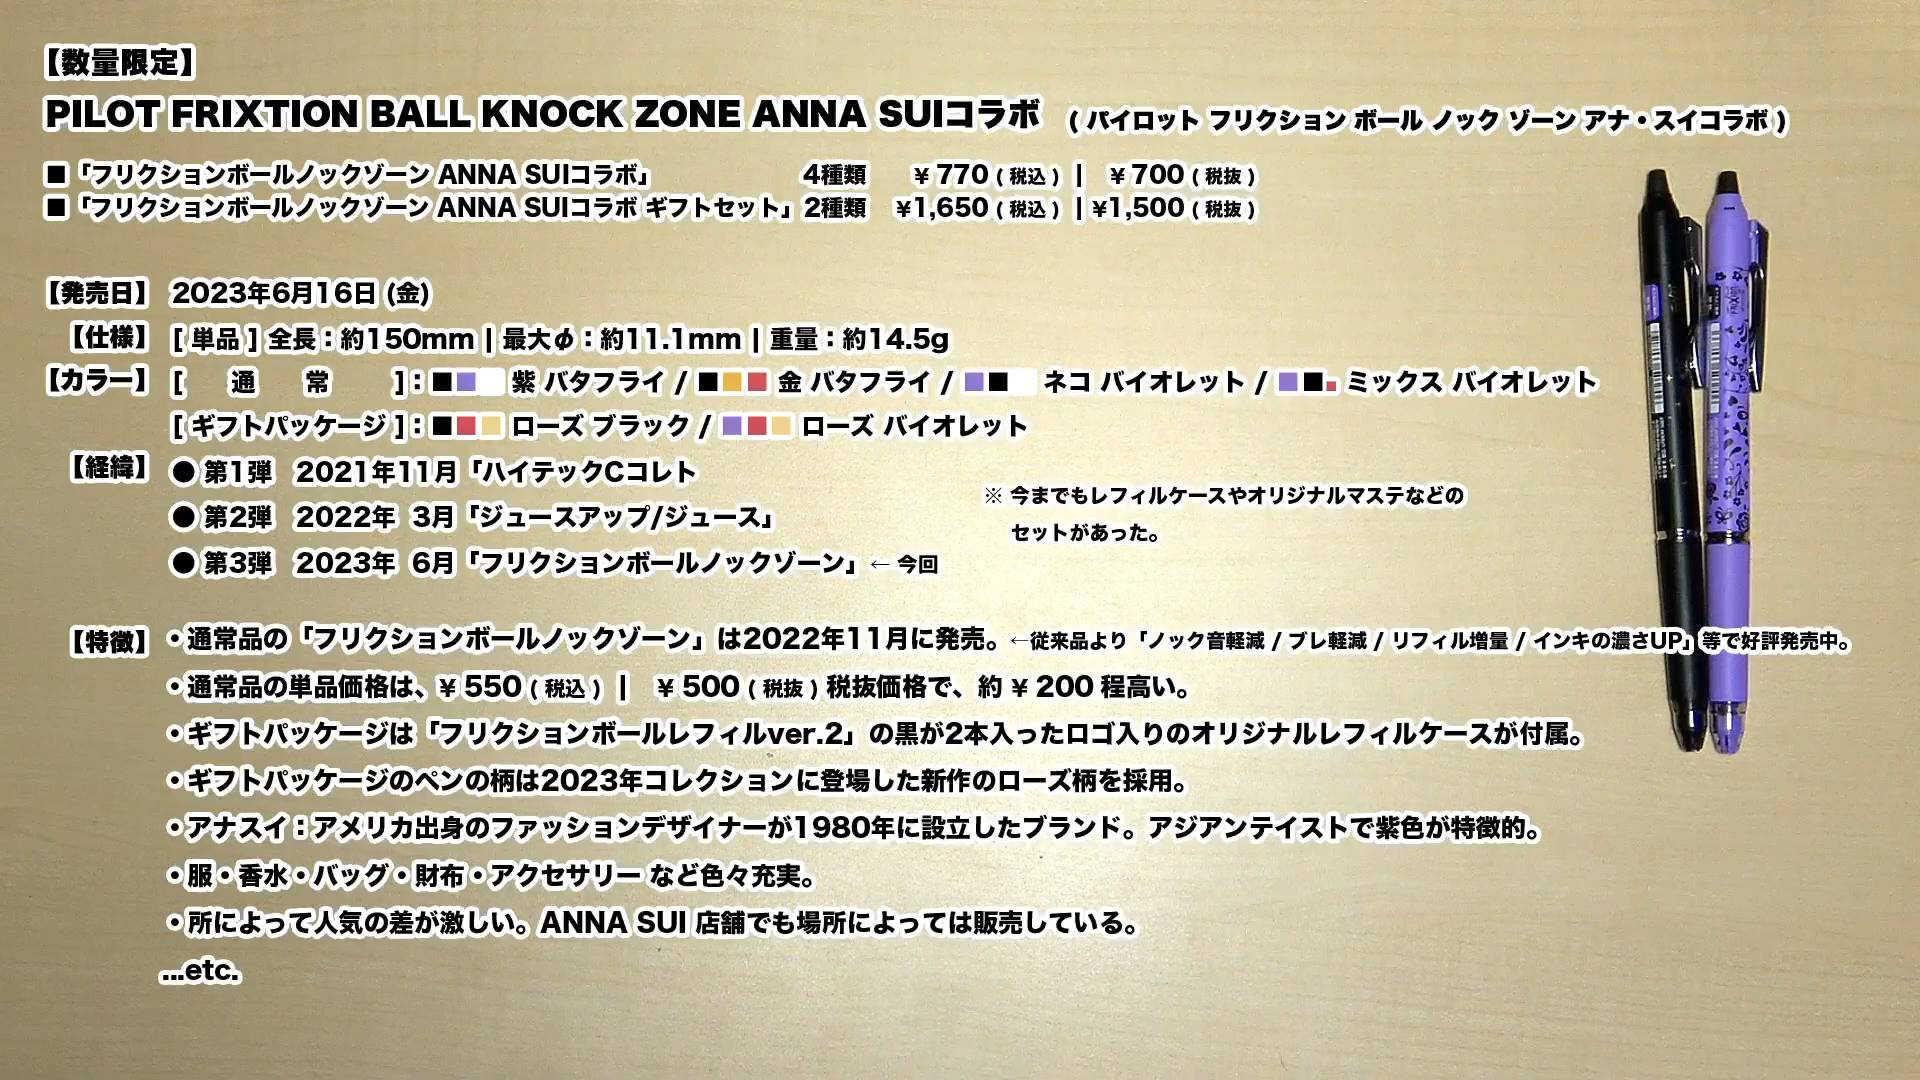 【数量限定】
PILOT FRIXTION BALL KNOCK ZONE ANNA SUIコラボ ( パイロット フリクション ボール ノック ゾーン アナ・スイコラボ )
■「フリクションボールノックゾーン ANNA SUIコラボ」 4種類 ¥ 770 ( 税込 ) | ¥ 700 ( 税抜 )
■「フリクションボールノックゾーン ANNA SUIコラボ ギフトセット」2種類 ¥1,650 ( 税込 ) | ¥1,500 ( 税抜 )
【発売日】 2023年6月16日 (金)
【仕様】 [ 単品 ] 全長：約150mm | 最大φ：約11.1mm | 重量：約14.5g
【カラー】 [ 通 常 ]：■■■ 紫 バタフライ / ■■■ 金 バタフライ / ■■■ ネコ バイオレット / ■■■ ミックス バイオレット
[ ギフトパッケージ ]：■■■ ローズ ブラック / ■■■ ローズ バイオレット
【経緯】 ● 第1弾 2021年11月「ハイテックCコレト
● 第2弾 2022年 3月「ジュースアップ/ジュース」
● 第3弾 2023年 6月「フリクションボールノックゾーン」← 今回
※ 今までもレフィルケースやオリジナルマステなどの
セットがあった。
【特徴】 ・通常品の「フリクションボールノックゾーン」は2022年11月に発売。←従来品より「ノック音軽減 / ブレ軽減 / リフィル増量 / インキの濃さUP」等で好評発売中。
・通常品の単品価格は、¥ 550 ( 税込 ) | ¥ 500 ( 税抜 ) 税抜価格で、約 ¥ 200 程高い。
・ギフトパッケージは「フリクションボールレフィルver.2」の黒が2本入ったロゴ入りのオリジナルレフィルケースが付属。
・ギフトパッケージのペンの柄は2023年コレクションに登場した新作のローズ柄を採用。
・アナスイ：アメリカ出身のファッションデザイナーが1980年に設立したブランド。アジアンテイストで紫色が特徴的。
・服・香水・バッグ・財布・アクセサリー など色々充実。
・所によって人気の差が激しい。ANNA SUI 店舗でも場所によっては販売している。
...etc.